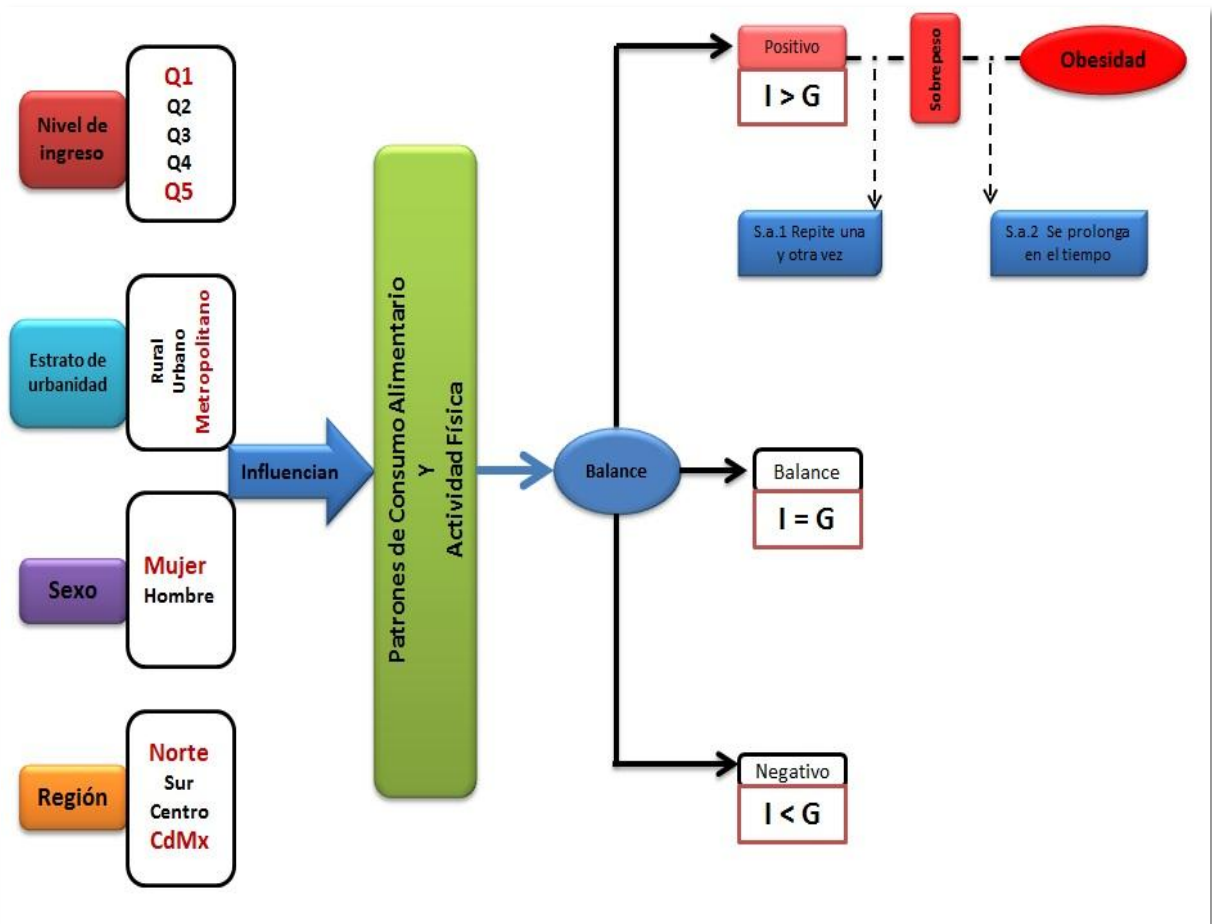 Nivel de
ingreso
Q1
Q2
Q3
Q4
Q5
Estrato de
urbanidad
Rural
Urbano
Metropolitano
Sexo
Mujer
Hombre
Región
Norte
Sur
Centro
CdMx
Influencian
Patrones de Consumo Alimentario
Y
Actividad Física
Balance
Positivo
I > G
Sobrepeso
Obesidad
S.a.1 Repite una
y otra vez
S.a.2 Se prolonga
en el tiempo
Balance
I = G
Negativo
I < G